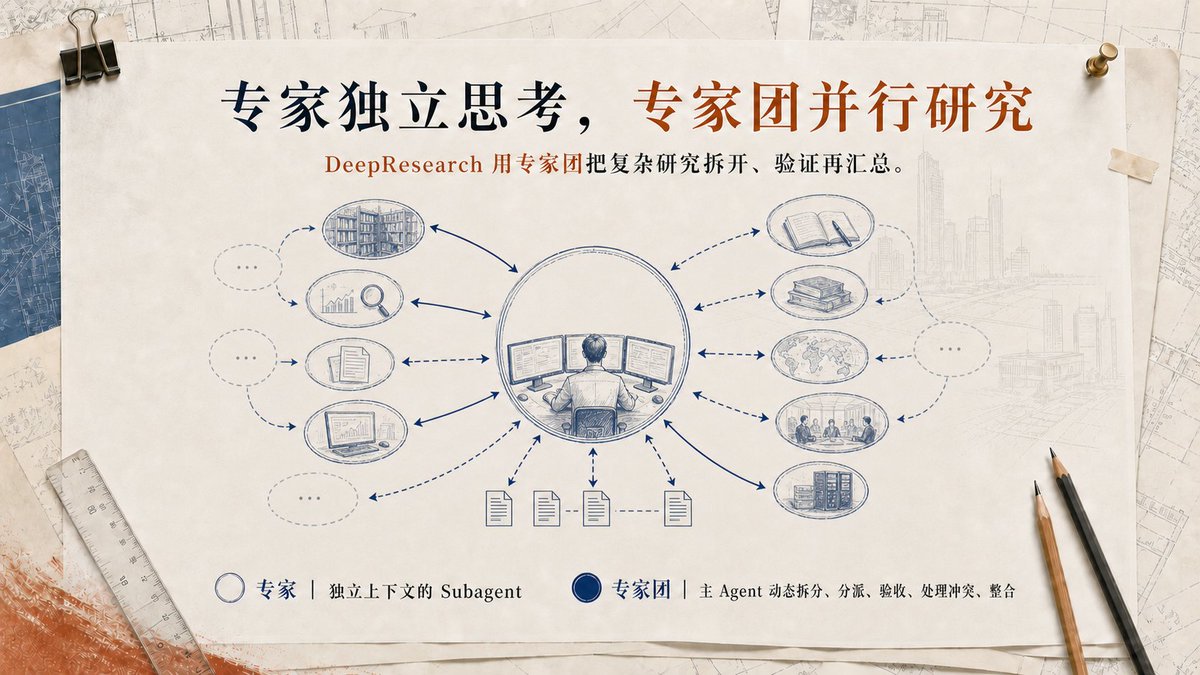 专家独立思考，专家团并行研究
DeepResearch 用专家团把复杂研究拆开、验证再汇总。
...
...
...
...
专家 | 独立上下文的 Subagent
专家团 | 主 Agent 动态拆分、分派、验收、处理冲突、整合